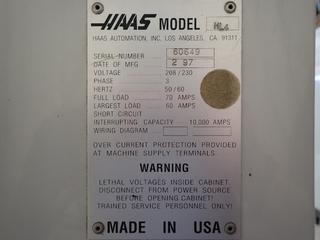 HAAS MODEL HL4
HAAS AUTOMATION, INC. LOS ANGELES, CA 91311
SERIAL-NUMBER 60649
DATE OF MFG 2 97
VOLTAGE 208/230
PHASE 3
HERTZ 50/60
FULL LOAD 70 AMPS
LARGEST LOAD 60 AMPS
SHORT CIRCUIT
INTERRUPTING CAPACITY 10,000 AMPS
WIRING DIAGRAM
OVER CURRENT PROTECTION PROVIDED
AT MACHINE SUPPLY TERMINALS.
WARNING
LETHAL VOLTAGES INSIDE CABINET.
DISCONNECT FROM POWER SOURCE
BEFORE OPENING CABINET!
TRAINED SERVICE PERSONNEL ONLY!
MADE IN USA